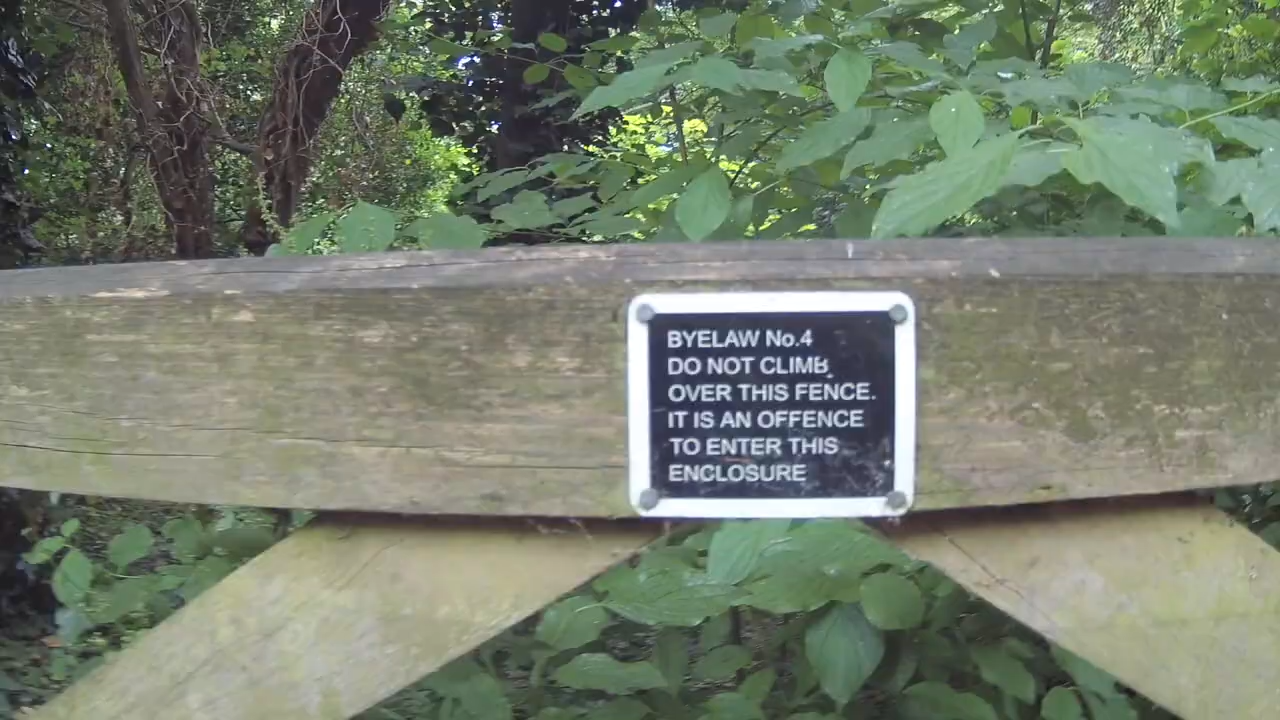 BYELAW No.4
DO NOT CLIMB
OVER THIS FENCE.
IT IS AN OFFENCE
TO ENTER THIS
ENCLOSURE